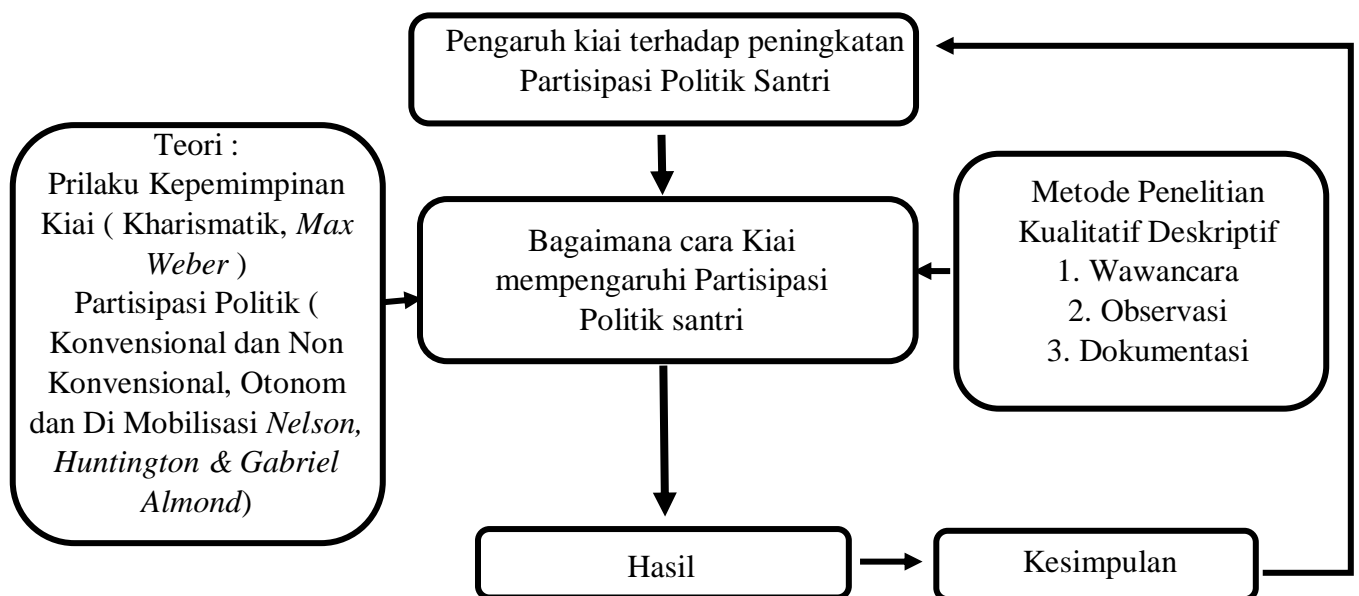 Pengaruh kiai terhadap peningkatan
Partisipasi Politik Santri
Teori :
Prilaku Kepemimpinan
Kiai ( Kharismatik, Max
Weber )
Partisipasi Politik (
Konvensional dan Non
Konvensional, Otonom
dan Di Mobilisasi Nelson,
Huntington & Gabriel
Almond)
Bagaimana cara Kiai
mempengaruhi Partisipasi
Politik santri
Metode Penelitian
Kualitatif Deskriptif
1. Wawancara
2. Observasi
3. Dokumentasi
Hasil
Kesimpulan